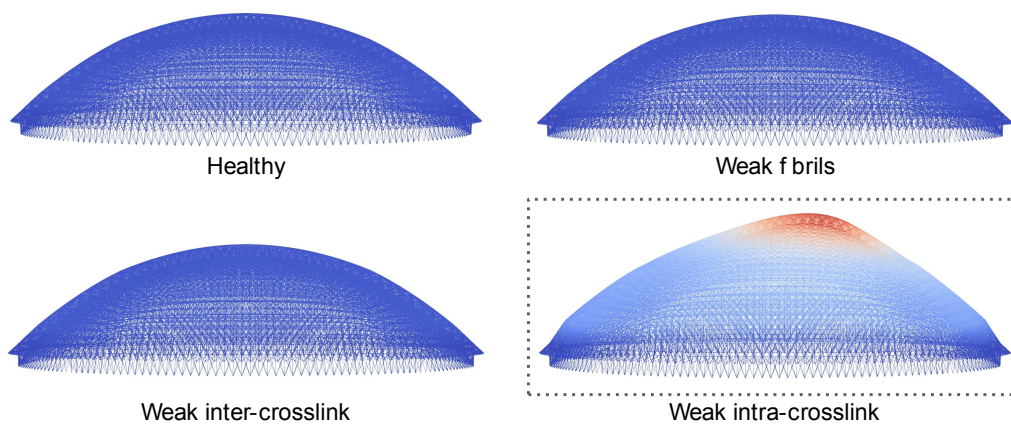 Healthy
Weak f brils
Weak inter-crosslink
Weak intra-crosslink